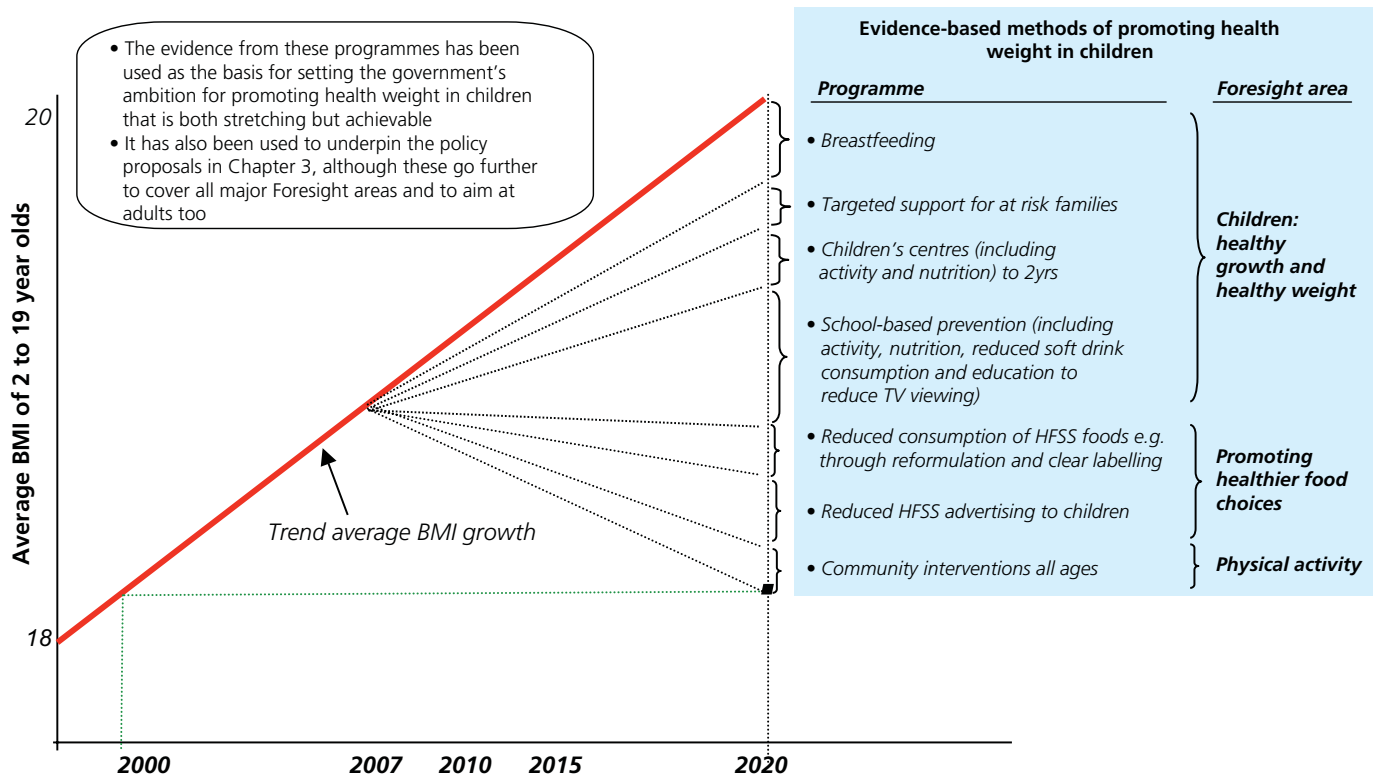 • The evidence from these programmes has been
used as the basis for setting the government's
ambition for promoting health weight in children
that is both stretching but achievable
• It has also been used to underpin the policy
proposals in Chapter 3, although these go further
to cover all major Foresight areas and to aim at
adults too
Average BMI of 2 to 19 year olds
20
18
Trend average BMI growth
2000
2007
2010
2015
2020
Evidence-based methods of promoting health
weight in children
Programme
Foresight area
• Breastfeeding
• Targeted support for at risk families
• Children's centres (including
activity and nutrition) to 2yrs
• School-based prevention (including
activity, nutrition, reduced soft drink
consumption and education to
reduce TV viewing)
Children:
healthy
growth and
healthy weight
• Reduced consumption of HFSS foods e.g.
through reformulation and clear labelling
• Reduced HFSS advertising to children
Promoting
healthier food
choices
• Community interventions all ages
Physical activity